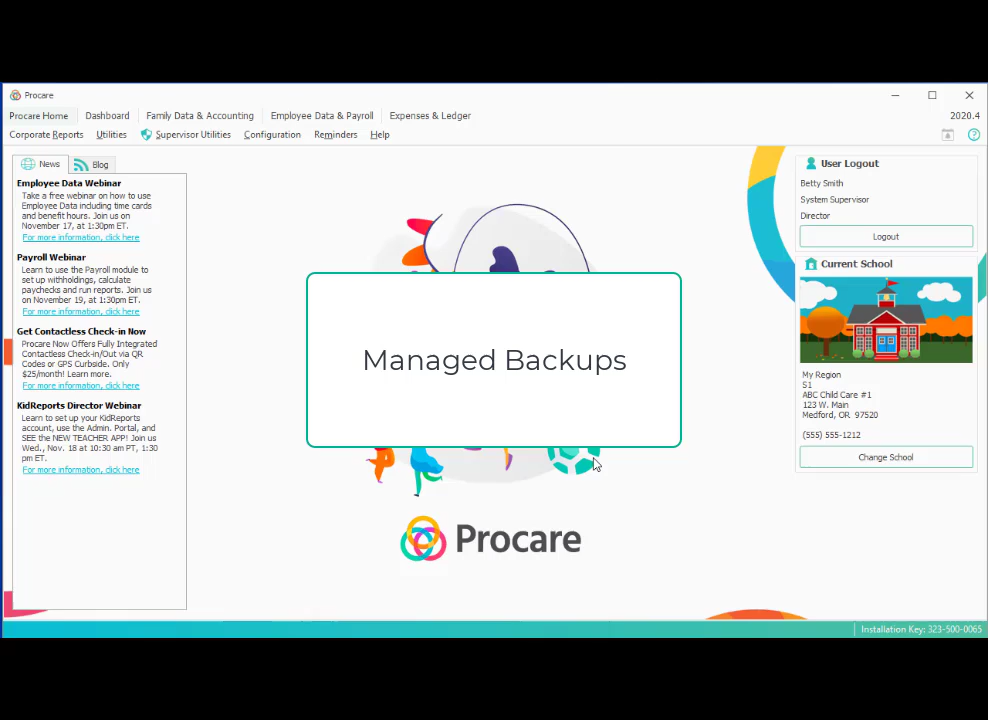 Procare
Procare Home Dashboard Family Data & Accounting Employee Data & Payroll Expenses & Ledger 2020.4
Corporate Reports Utilities Supervisor Utilities Configuration Reminders Help
News Blog
Employee Data Webinar
Take a free webinar on how to use
Employee Data including time cards
and benefit hours. Join us on
November 17, at 1:30pm ET.
For more information, click here
Payroll Webinar
Learn to use the Payroll module to
set up withholdings, calculate
paychecks and run reports. Join us
on November 19, at 1:30pm ET.
For more information, click here
Get Contactless Check-in Now
Procare Now Offers Fully Integrated
Contactless Check-in/Out via QR
Codes or GPS Curbside. Only
$25/month! Learn more.
For more information, click here
KidReports Director Webinar
Learn to set up your KidReports
account, use the Admin. Portal, and
SEE the NEW TEACHER APP! Join us
Wed., Nov. 18 at 10:30 am PT, 1:30
pm ET.
For more information, click here
Managed Backups
Procare
User Logout
Betty Smith
System Supervisor
Director
Logout
Current School
My Region
S1
ABC Child Care #1
123 W. Main
Medford, OR 97520
(555) 555-1212
Change School
Installation Key: 323-500-0065